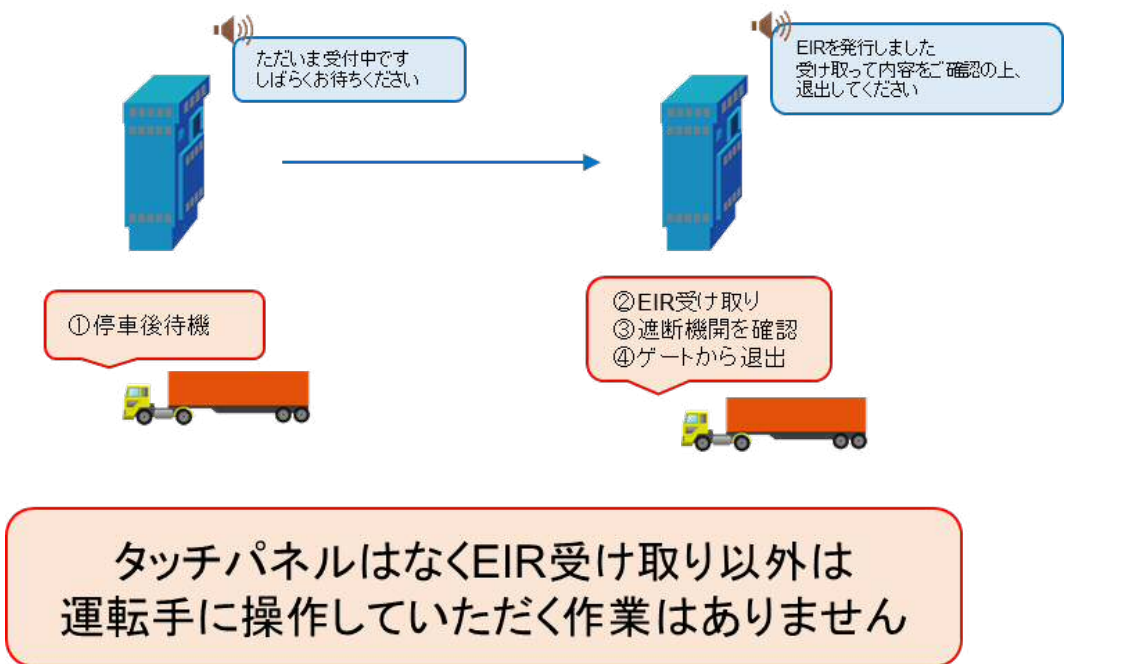 ただいま受付中です
しばらくお待ちください
EIRを発行しました
受け取って内容をご確認の上、
退出してください
①停車後待機
②EIR受け取り
③遮断機開を確認
④ゲートから退出
タッチパネルはなくEIR受け取り以外は
運転手に操作していただく作業はありません